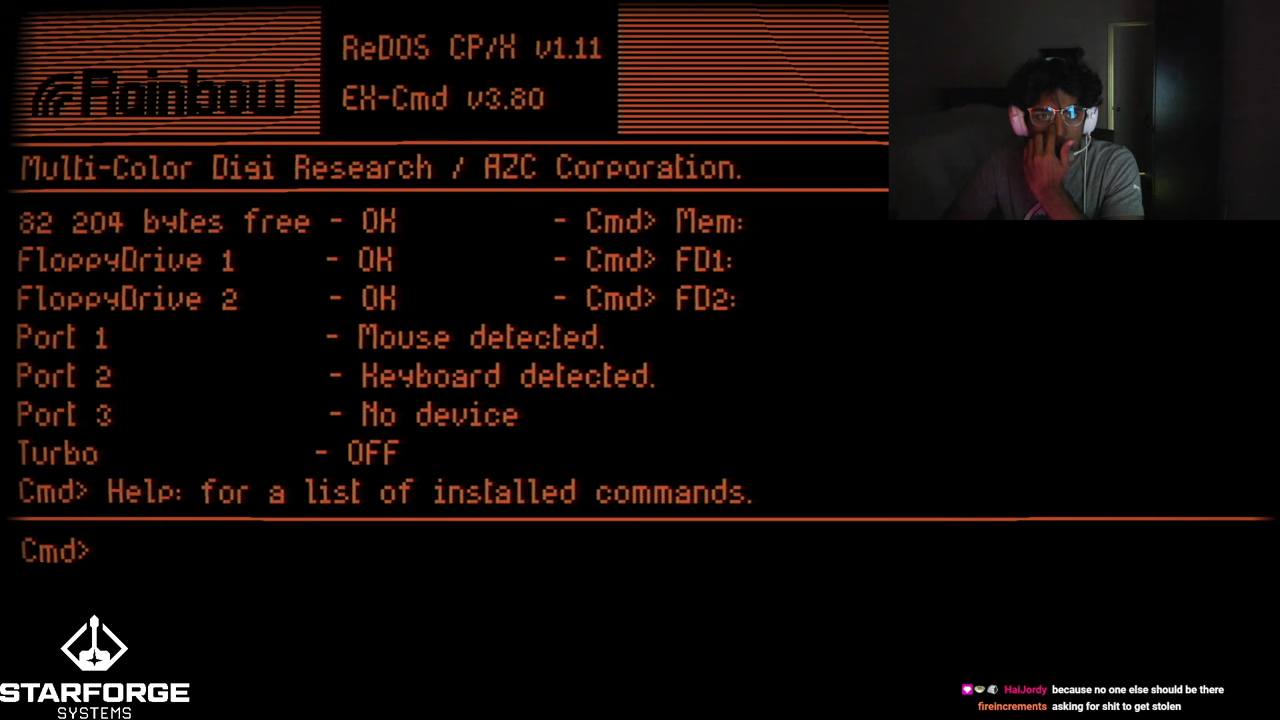 Rainbow
ReDOS CP/X v1.11
EX-Cmd v3.80
Multi-Color Digi Research / AZC Corporation.
82 204 bytes free - OK - Cmd> Mem:
FloppyDrive 1 - OK - Cmd> FD1:
FloppyDrive 2 - OK - Cmd> FD2:
Port 1 - Mouse detected.
Port 2 - Keyboard detected.
Port 3 - No device
Turbo - OFF
Cmd> Help: for a list of installed commands.
Cmd>
STARFORGE
SYSTEMS
HaiJordy because no one else should be there
fireincrements asking for shit to get stolen